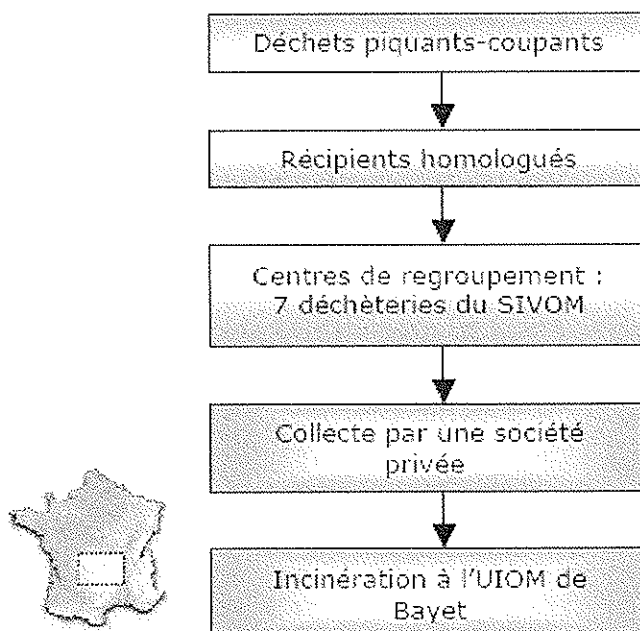 Déchets piquants-coupants
Récipients homologués
Centres de regroupement :
7 déchèteries du SIVOM
Collecte par une société
privée
Incinération à l'UIOM de
Bayet